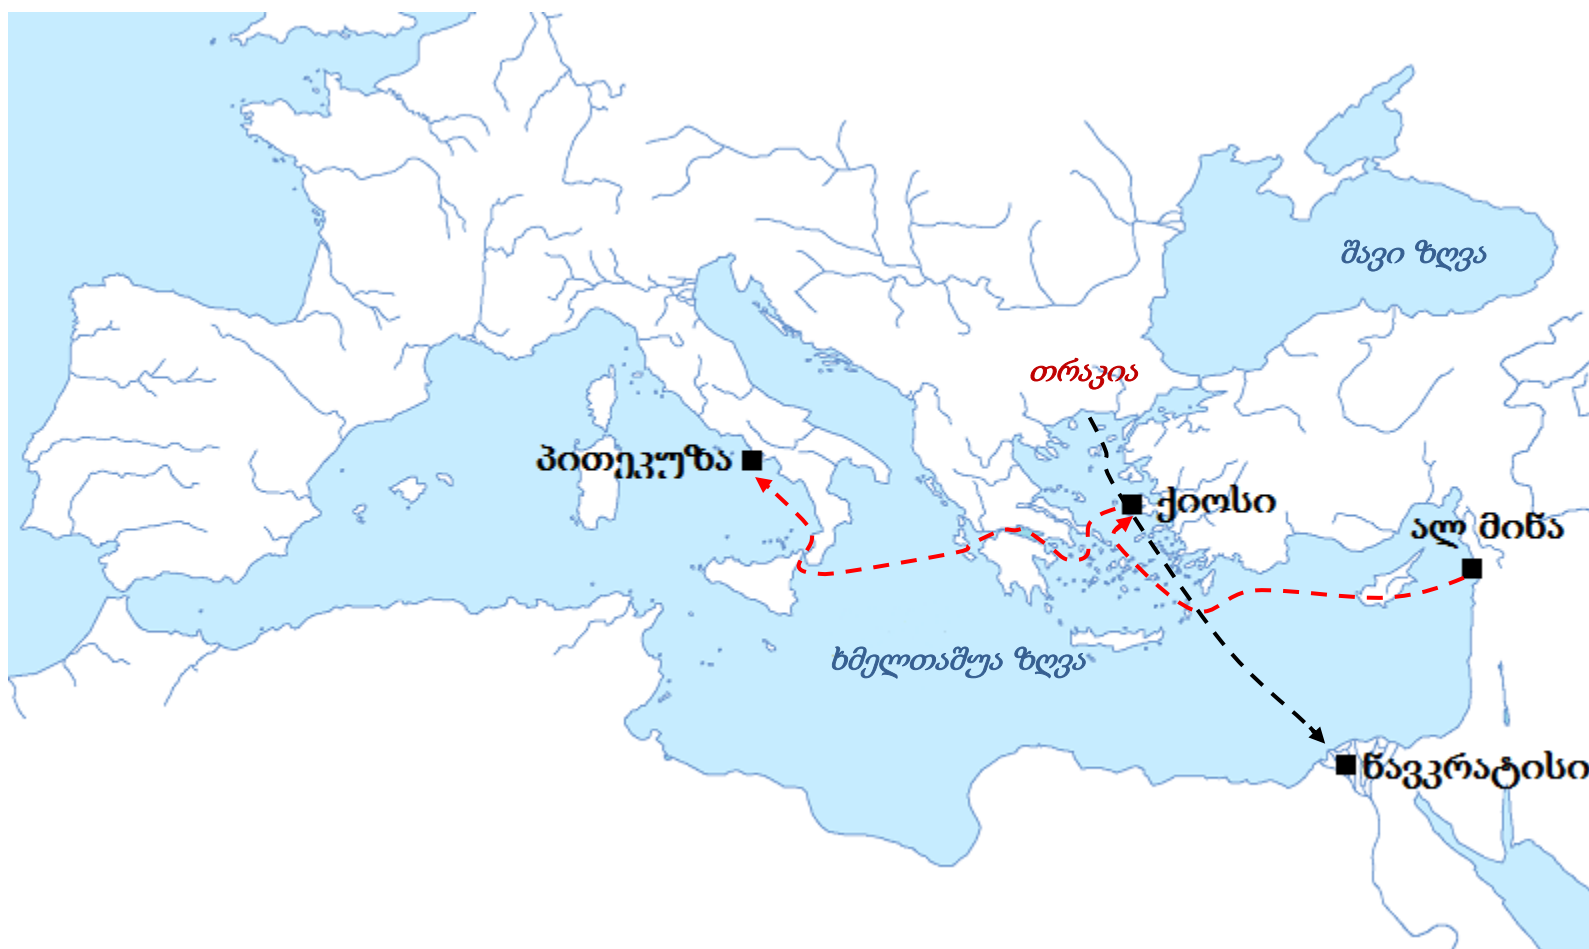 შავი ზღვა
თრაკია
პითეკუზა
ქიოსი
ალ მინა
ხმელთაშუა ზღვა
ნავკრატისი